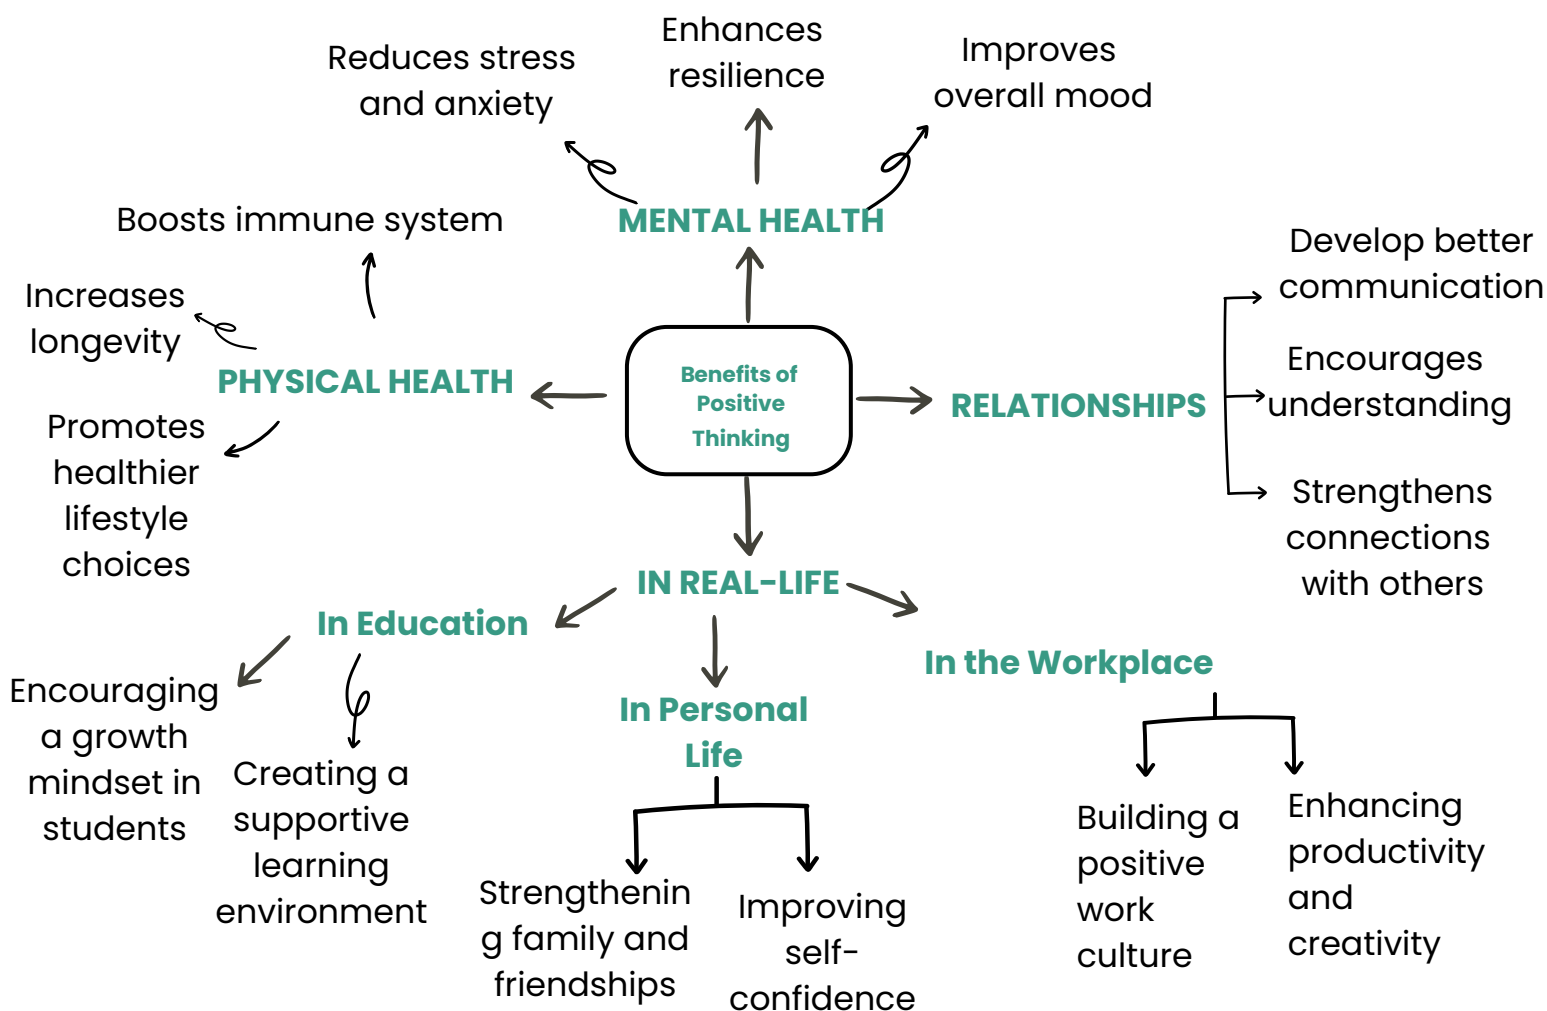 Enhances
resilience
Reduces stress
and anxiety
Improves
overall mood
MENTAL HEALTH
Boosts immune system
Increases
longevity
PHYSICAL HEALTH
Promotes
healthier
lifestyle
choices
Benefits of
Positive
Thinking
RELATIONSHIPS
Develop better
communication
Encourages
understanding
Strengthens
connections
with others
IN REAL-LIFE
In Education
Encouraging
a growth
mindset in
students
Creating a
supportive
learning
environment
In Personal
Life
Strengthenin
g family and
friendships
Improving
self-
confidence
In the Workplace
Building a
positive
work
culture
Enhancing
productivity
and
creativity